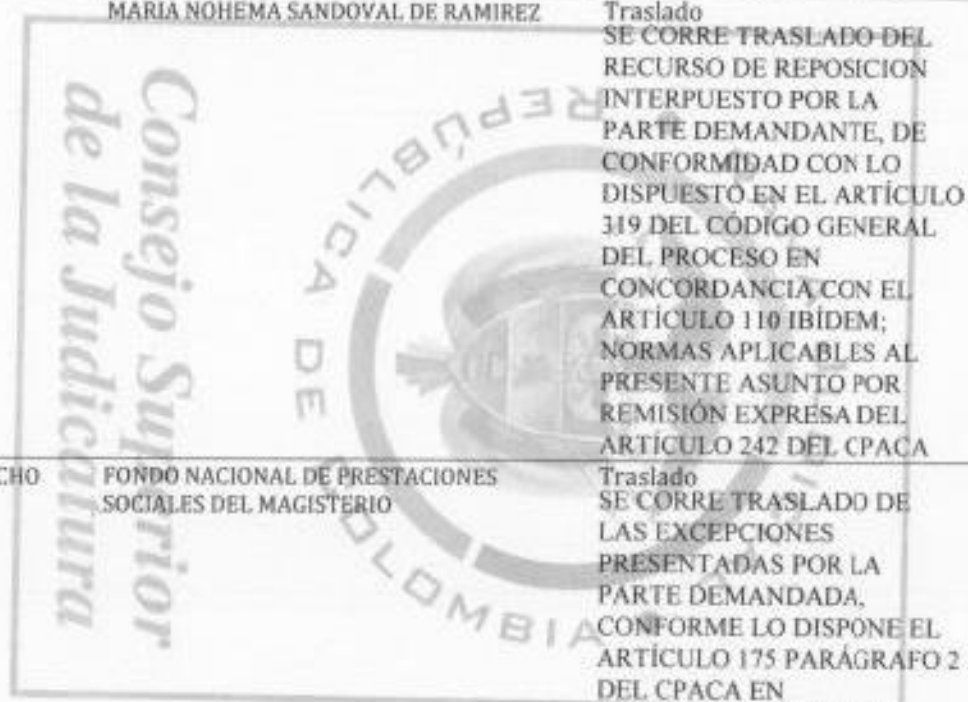 MARIA NOHEMA SANDOVAL DE RAMIREZ
Traslado
SE CORRE TRASLADO DEL
RECURSO DE REPOSICION
INTERPUESTO POR LA
PARTE DEMANDANTE, DE
CONFORMIDAD CON LO
DISPUESTO EN EL ARTÍCULO
319 DEL CÓDIGO GENERAL
DEL PROCESO EN
CONCORDANCIA CON EL
ARTÍCULO 110 IBÍDEM;
NORMAS APLICABLES AL
PRESENTE ASUNTO POR
REMISIÓN EXPRESA DEL
ARTÍCULO 242 DEL CPACA
CHO
FONDO NACIONAL DE PRESTACIONES
SOCIALES DEL MAGISTERIO
Traslado
SE CORRE TRASLADO DE
LAS EXCEPCIONES
PRESENTADAS POR LA
PARTE DEMANDADA,
CONFORME LO DISPONE EL
ARTÍCULO 175 PARÁGRAFO 2
DEL CPACA EN
Consejo Superior
de la Judicatura
REPÚBLICA DE COLOMBIA